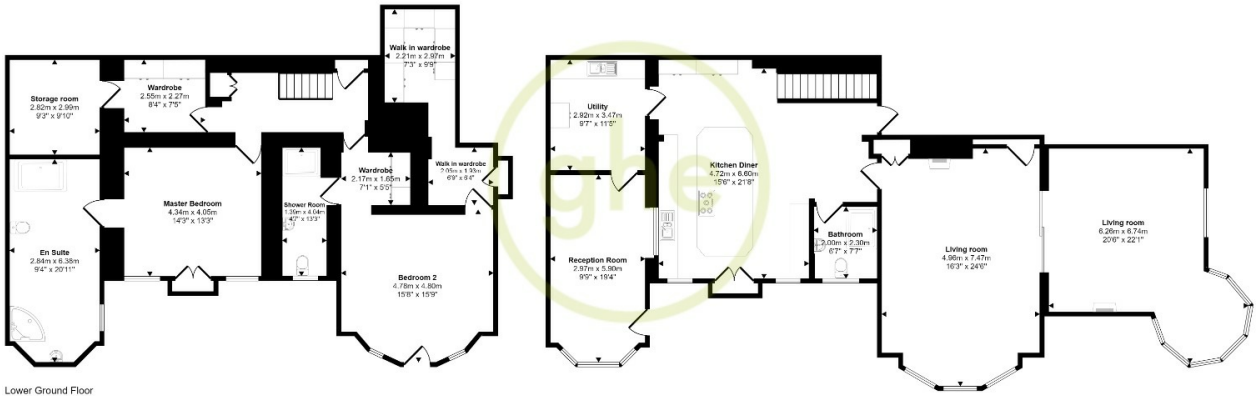 Walk in wardrobe
2.21m x 2.97m
7'3" x 9'9"
Storage room
2.82m x 2.99m
9'3" x 9'10"
Wardrobe
2.55m x 2.27m
8'4" x 7'5"
Wardrobe
2.17m x 1.65m
7'1" x 5'5"
Walk in wardrobe
2.05m x 1.93m
6'9" x 6'4"
Master Bedroom
4.34m x 4.05m
14'3" x 13'3"
Shower Room
1.39m x 4.04m
4'7" x 13'3"
En Suite
2.84m x 6.38m
9'4" x 20'11"
Bedroom 2
4.78m x 4.80m
15'8" x 15'9"
Lower Ground Floor
Utility
2.92m x 3.47m
9'7" x 11'5"
Kitchen Diner
4.72m x 6.60m
15'6" x 21'8"
Reception Room
2.97m x 5.90m
9'9" x 19'4"
Bathroom
2.00m x 2.30m
6'7" x 7'7"
Living room
4.96m x 7.47m
16'3" x 24'6"
Living room
6.26m x 6.74m
20'6" x 22'1"
ghe